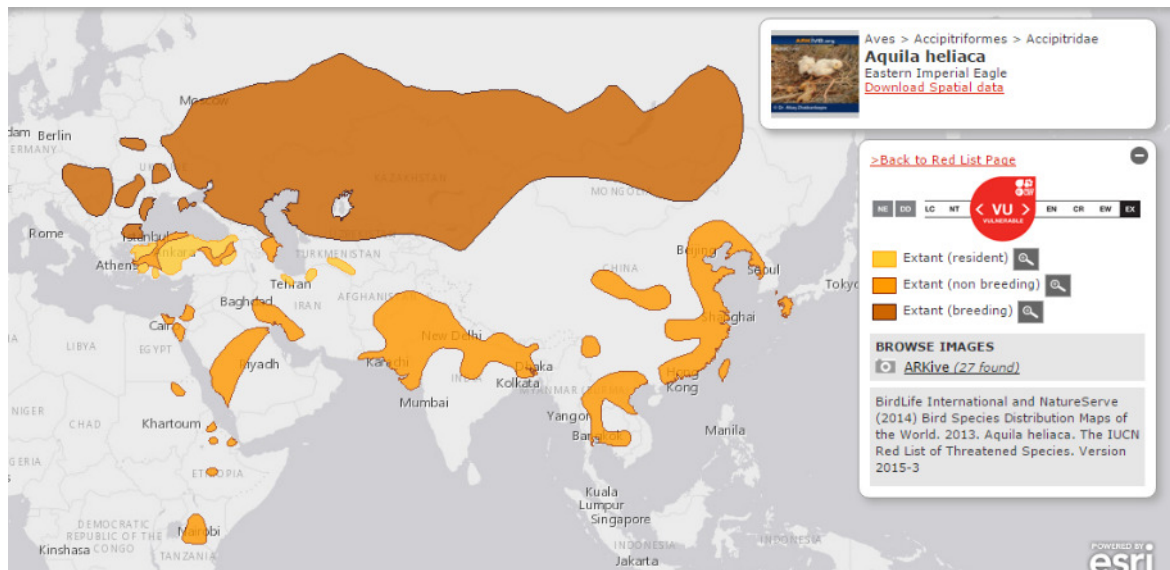 Aves > Accipitriformes > Accipitridae
Aquila heliaca
Eastern Imperial Eagle
Download Spatial data
>Back to Red List Page
NE DD LC NT < VU > EN CR EW EX
VULNERABLE
Extant (resident)
Extant (non breeding)
Extant (breeding)
BROWSE IMAGES
ARKive (27 found)
BirdLife International and NatureServe
(2014) Bird Species Distribution Maps of
the World. 2013. Aquila heliaca. The IUCN
Red List of Threatened Species. Version
2015-3
Moscow
Berlin
GERMANY
KAZAKHSTAN
MONGOLIA
Rome
Istanbul
Ankara
Athens
TURKMENISTAN
Beijing
Seoul
Tokyo
CHINA
Tehran
Baghdad
IRAN
AFGHANISTAN
Shanghai
Cairo
LIBYA
EGYPT
Riyadh
New Delhi
Karachi
INDIA
Dhaka
Kolkata
Hong
Kong
MYANMAR (BURMA)
Mumbai
NIGER
CHAD
Khartoum
Yangon
Bangkok
Manila
ETHIOPIA
Kuala
Lumpur
Singapore
DEMOCRATIC
REPUBLIC OF THE
CONGO
Nairobi
Kinshasa
TANZANIA
INDONESIA
INDONESIA
Jakarta
POWERED BY
esri